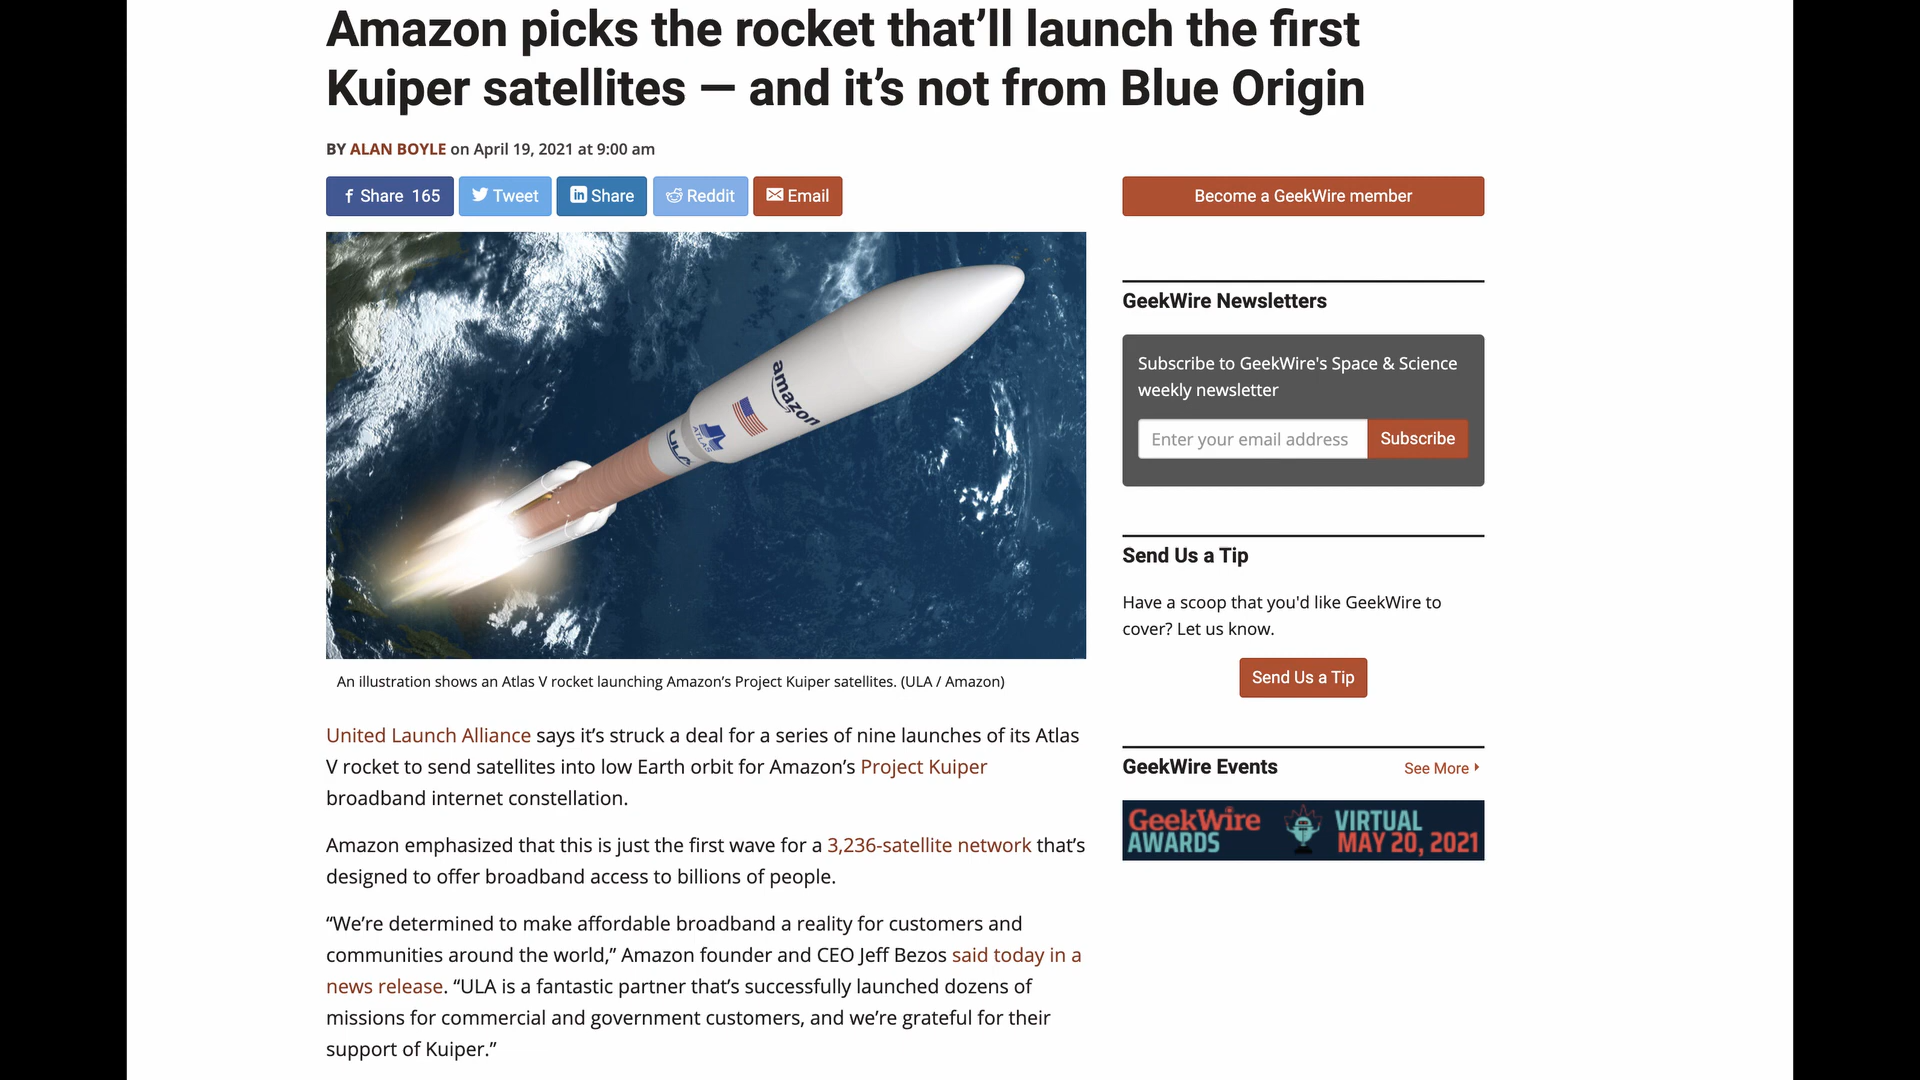 Amazon picks the rocket that’ll launch the first
Kuiper satellites — and it’s not from Blue Origin
BY ALAN BOYLE on April 19, 2021 at 9:00 am
f Share 165
Tweet
in Share
Reddit
Email
Become a GeekWire member
amazon
ATLAS
ULA
An illustration shows an Atlas V rocket launching Amazon’s Project Kuiper satellites. (ULA / Amazon)
United Launch Alliance says it’s struck a deal for a series of nine launches of its Atlas
V rocket to send satellites into low Earth orbit for Amazon’s Project Kuiper
broadband internet constellation.
Amazon emphasized that this is just the first wave for a 3,236-satellite network that’s
designed to offer broadband access to billions of people.
“We’re determined to make affordable broadband a reality for customers and
communities around the world,” Amazon founder and CEO Jeff Bezos said today in a
news release. “ULA is a fantastic partner that’s successfully launched dozens of
missions for commercial and government customers, and we’re grateful for their
support of Kuiper.”
GeekWire Newsletters
Subscribe to GeekWire's Space & Science
weekly newsletter
Enter your email address
Subscribe
Send Us a Tip
Have a scoop that you'd like GeekWire to
cover? Let us know.
Send Us a Tip
GeekWire Events
See More
GeekWire
AWARDS
VIRTUAL
MAY 20, 2021